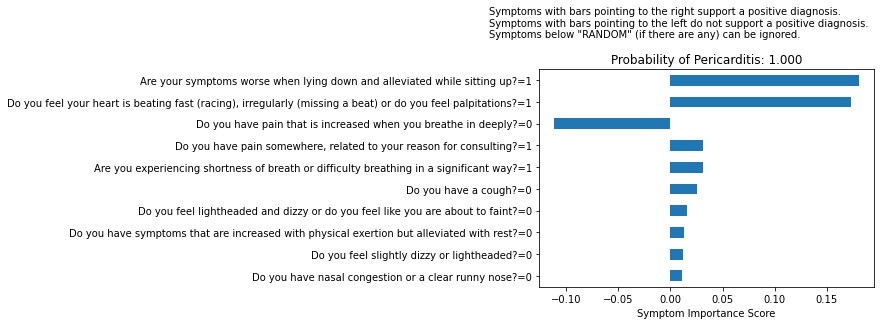 Symptoms with bars pointing to the right support a positive diagnosis.
Symptoms with bars pointing to the left do not support a positive diagnosis.
Symptoms below "RANDOM" (if there are any) can be ignored.
Probability of Pericarditis: 1.000
Are your symptoms worse when lying down and alleviated while sitting up?=1
Do you feel your heart is beating fast (racing), irregularly (missing a beat) or do you feel palpitations?=1
Do you have pain that is increased when you breathe in deeply?=0
Do you have pain somewhere, related to your reason for consulting?=1
Are you experiencing shortness of breath or difficulty breathing in a significant way?=1
Do you have a cough?=0
Do you feel lightheaded and dizzy or do you feel like you are about to faint?=0
Do you have symptoms that are increased with physical exertion but alleviated with rest?=0
Do you feel slightly dizzy or lightheaded?=0
Do you have nasal congestion or a clear runny nose?=0
−0.10 −0.05 0.00 0.05 0.10 0.15
Symptom Importance Score